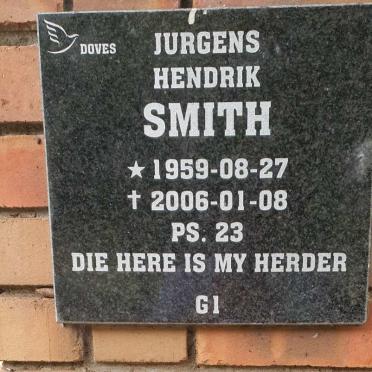 DOVES
JURGENS
HENDRIK
SMITH
★ 1959-08-27
✝ 2006-01-08
PS. 23
DIE HERE IS MY HERDER
G1